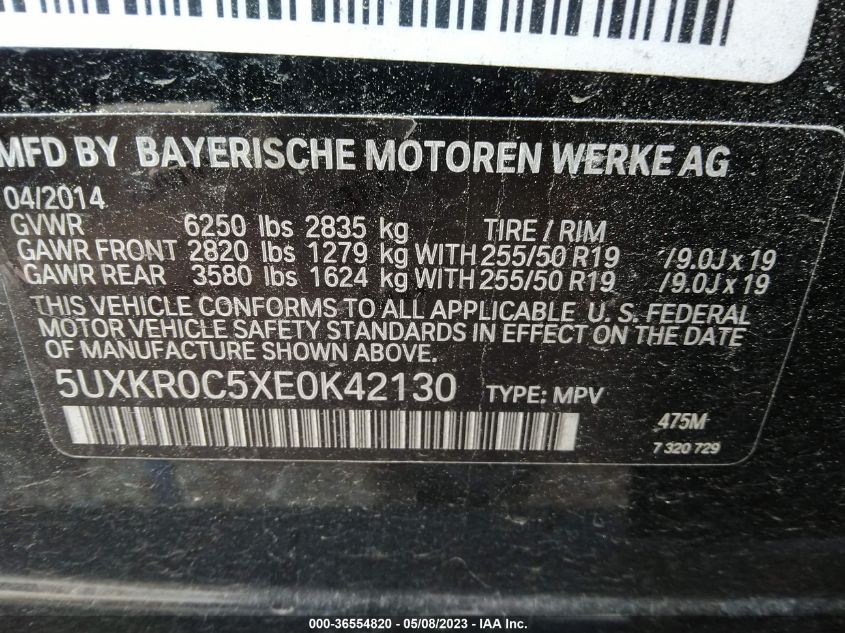 MFD BY BAYERISCHE MOTOREN WERKE AG
04/2014
GVWR 6250 lbs 2835 kg TIRE / RIM
GAWR FRONT 2820 lbs 1279 kg WITH 255/50 R19 / 9.0J x 19
GAWR REAR 3580 lbs 1624 kg WITH 255/50 R19 / 9.0J x 19
THIS VEHICLE CONFORMS TO ALL APPLICABLE U. S. FEDERAL
MOTOR VEHICLE SAFETY STANDARDS IN EFFECT ON THE DATE
OF MANUFACTURE SHOWN ABOVE.
5UXKR0C5XE0K42130 TYPE: MPV
475M
7 320 729
000-36554820 - 05/08/2023 - IAA Inc.